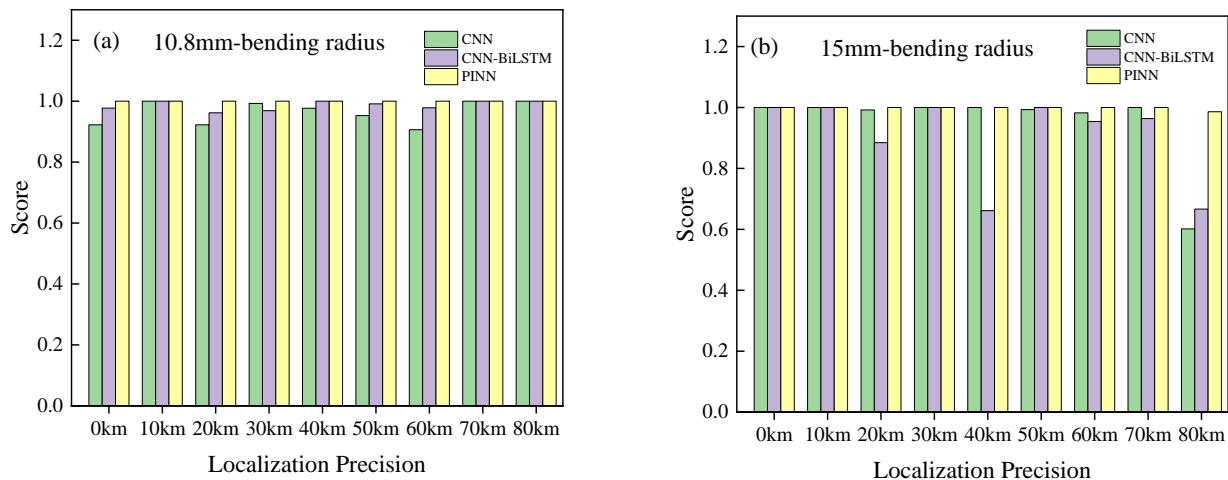 (a) 10.8mm-bending radius
CNN
CNN-BiLSTM
PINN
1.2
1.0
0.8
0.6
0.4
0.2
0.0
Score
0km 10km 20km 30km 40km 50km 60km 70km 80km
Localization Precision
(b) 15mm-bending radius
CNN
CNN-BiLSTM
PINN
1.2
1.0
0.8
0.6
0.4
0.2
0.0
Score
0km 10km 20km 30km 40km 50km 60km 70km 80km
Localization Precision